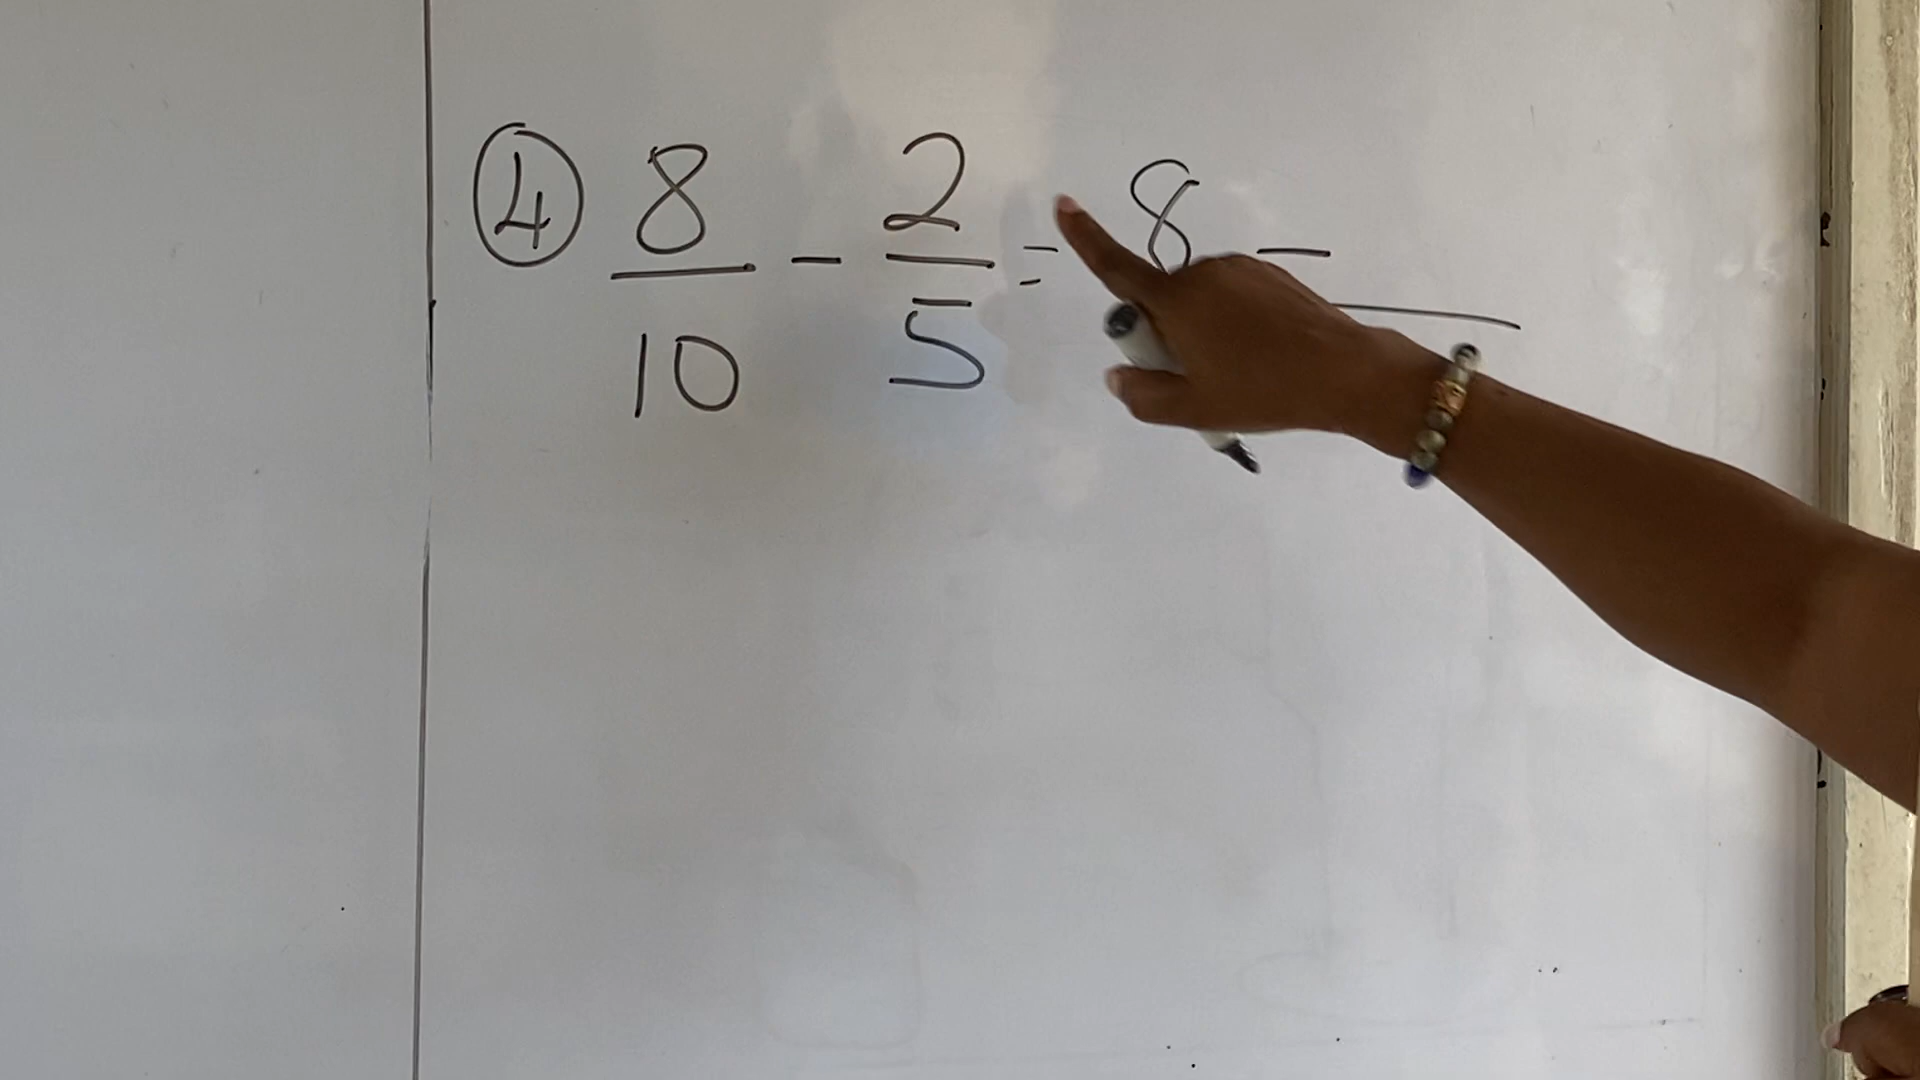 ④ 8/10 - 2/5 = 8 -